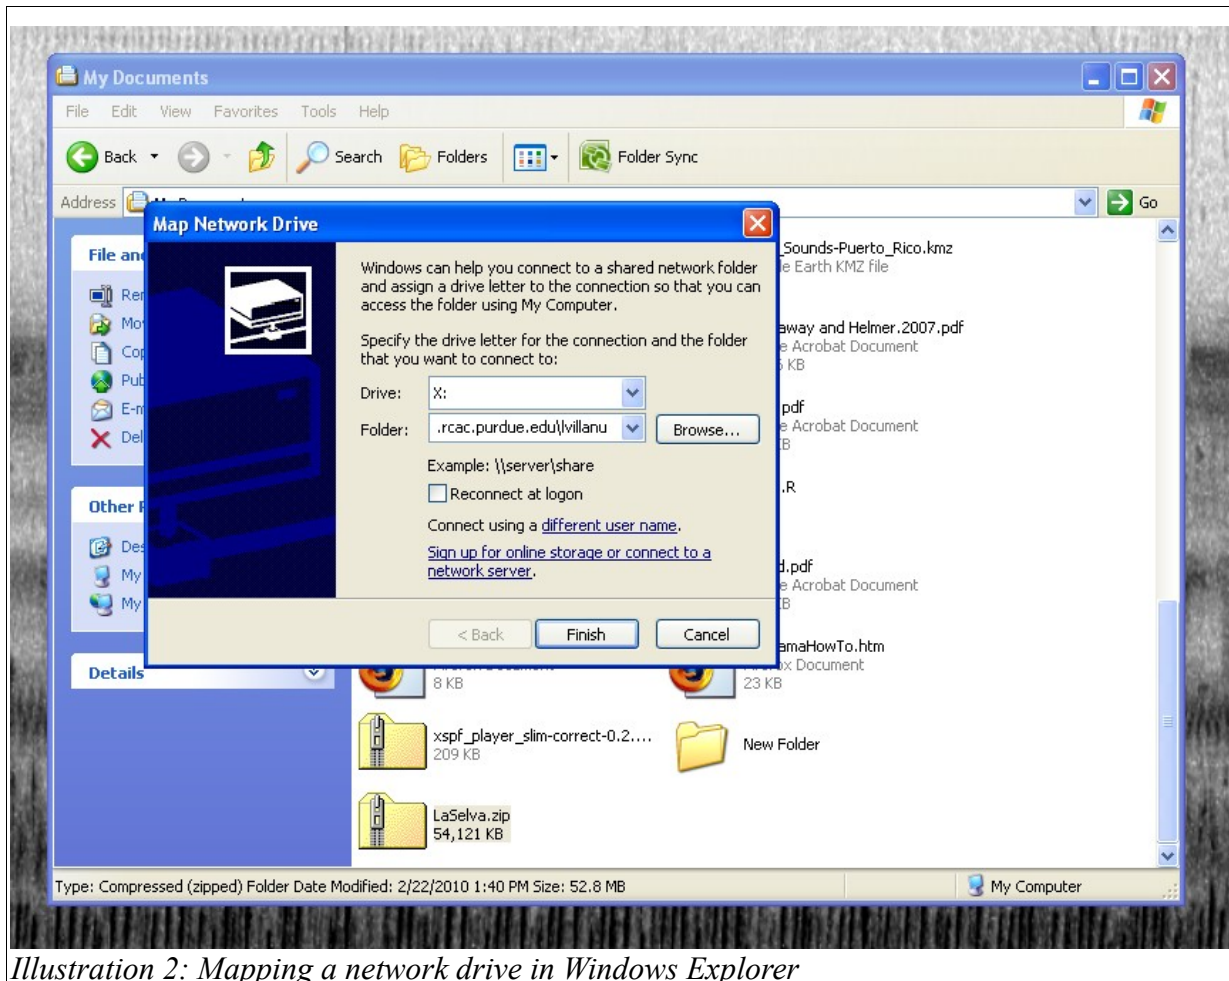 My Documents
File Edit View Favorites Tools Help
Back Search Folders Folder Sync
Address Go
Map Network Drive
Windows can help you connect to a shared network folder
and assign a drive letter to the connection so that you can
access the folder using My Computer.
Specify the drive letter for the connection and the folder
that you want to connect to:
Drive: X:
Folder: .rcac.purdue.edu\lvillanu Browse...
Example: \\server\share
Reconnect at logon
Connect using a different user name.
Sign up for online storage or connect to a
network server.
< Back Finish Cancel
File an
Other
Des
My
My
Details
_Sounds-Puerto_Rico.kmz
Earth KMZ file
away and Helmer.2007.pdf
Acrobat Document
KB
.pdf
Acrobat Document
.R
.pdf
Acrobat Document
amaHowTo.htm
Document
8 KB
23 KB
xspf_player_slim-correct-0.2....
209 KB
New Folder
LaSelva.zip
54,121 KB
Type: Compressed (zipped) Folder Date Modified: 2/22/2010 1:40 PM Size: 52.8 MB My Computer
Illustration 2: Mapping a network drive in Windows Explorer